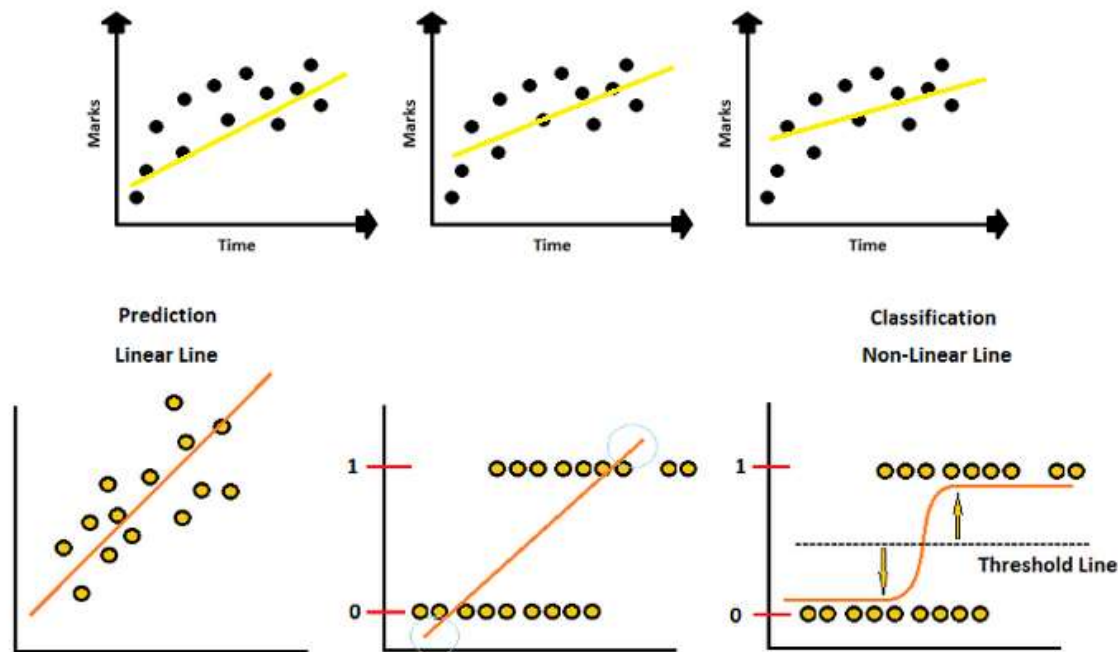 Marks
Time
Marks
Time
Marks
Time
Prediction
Linear Line
Classification
Non-Linear Line
1
0
1
Threshold Line
0